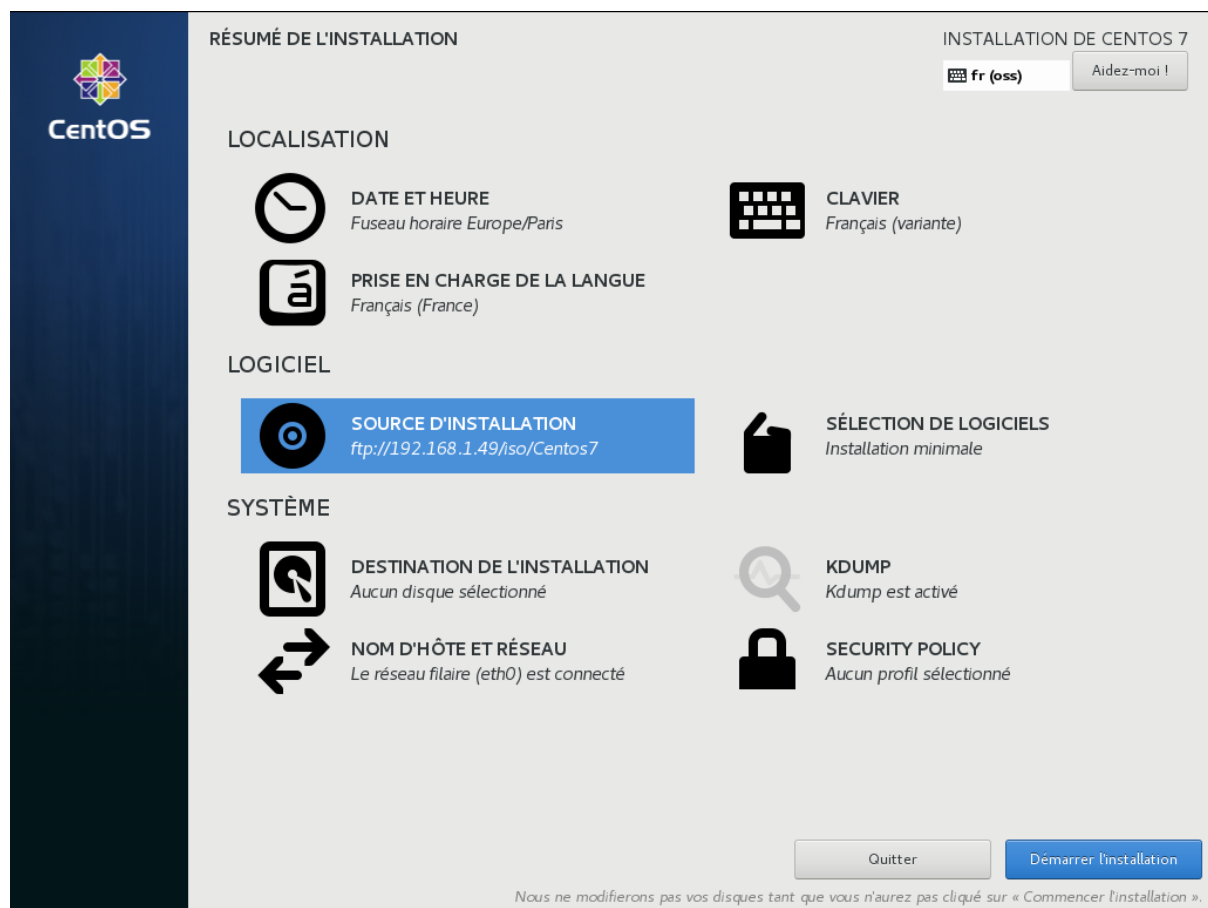 CentOS
RÉSUMÉ DE L'INSTALLATION
INSTALLATION DE CENTOS 7
fr (oss)
Aidez-moi !
LOCALISATION
DATE ET HEURE
Fuseau horaire Europe/Paris
CLAVIER
Français (variante)
á
PRISE EN CHARGE DE LA LANGUE
Français (France)
LOGICIEL
SOURCE D'INSTALLATION
ftp://192.168.1.49/iso/Centos7
SÉLECTION DE LOGICIELS
Installation minimale
SYSTÈME
DESTINATION DE L'INSTALLATION
Aucun disque sélectionné
KDUMP
Kdump est activé
NOM D'HÔTE ET RÉSEAU
Le réseau filaire (eth0) est connecté
SECURITY POLICY
Aucun profil sélectionné
Quitter
Démarrer l'installation
Nous ne modifierons pas vos disques tant que vous n'aurez pas cliqué sur « Commencer l'installation ».